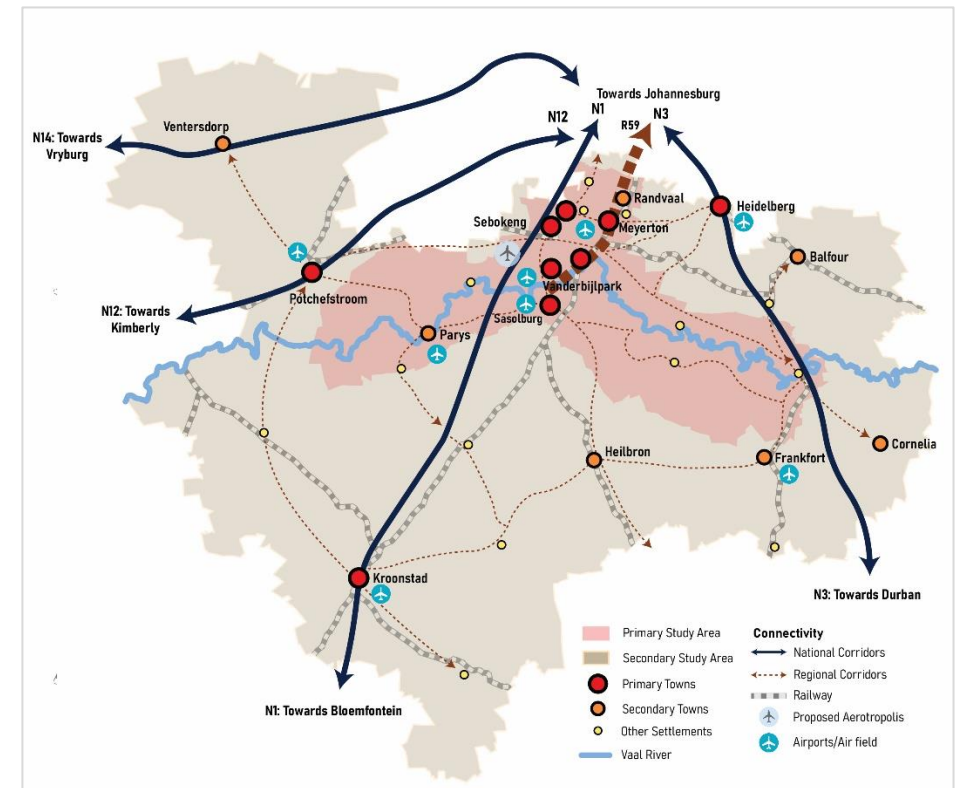 Towards Johannesburg
N1
N3
N12
R59
Ventersdorp
N14: Towards
Vryburg
Randvaal
Heidelberg
Sebokeng
Meyerton
Balfour
Potchefstroom
Vanderbijlpark
N12: Towards
Kimberly
Sasolburg
Parys
Cornelia
Heilbron
Frankfort
Kroonstad
N3: Towards Durban
N1: Towards Bloemfontein
Primary Study Area
Secondary Study Area
Primary Towns
Secondary Towns
Other Settlements
Vaal River
Connectivity
National Corridors
Regional Corridors
Railway
Proposed Aerotropolis
Airports/Air field